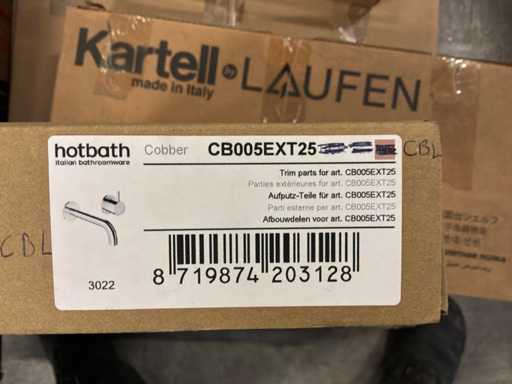 Kartell by LAUFEN
made in Italy
hotbath
italian bathroomware
Cobber
CB005EXT25
CBL
Trim parts for art. CB005EXT25
Parties extérieures for art. CB005EXT25
Aufputz-Teile für art. CB005EXT25
Parti esterne per art. CB005EXT25
Afbouwdelen voor art. CB005EXT25
CBL
3022
8 719874 203128